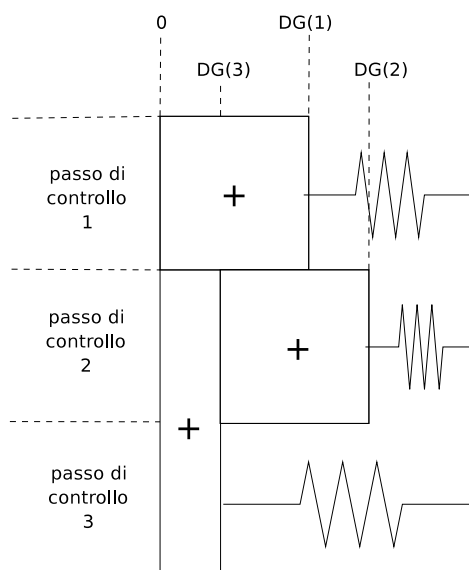 0
DG(1)
DG(3)
DG(2)
passo di
controllo
1
+
passo di
controllo
2
+
+
passo di
controllo
3